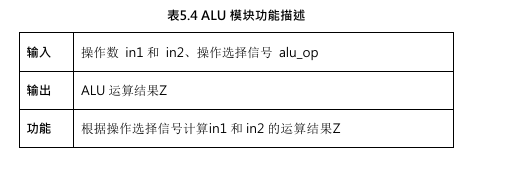 表5.4 ALU 模块功能描述
输入 操作数 in1 和 in2、操作选择信号 alu_op
输出 ALU 运算结果Z
功能 根据操作选择信号计算in1 和 in2 的运算结果Z